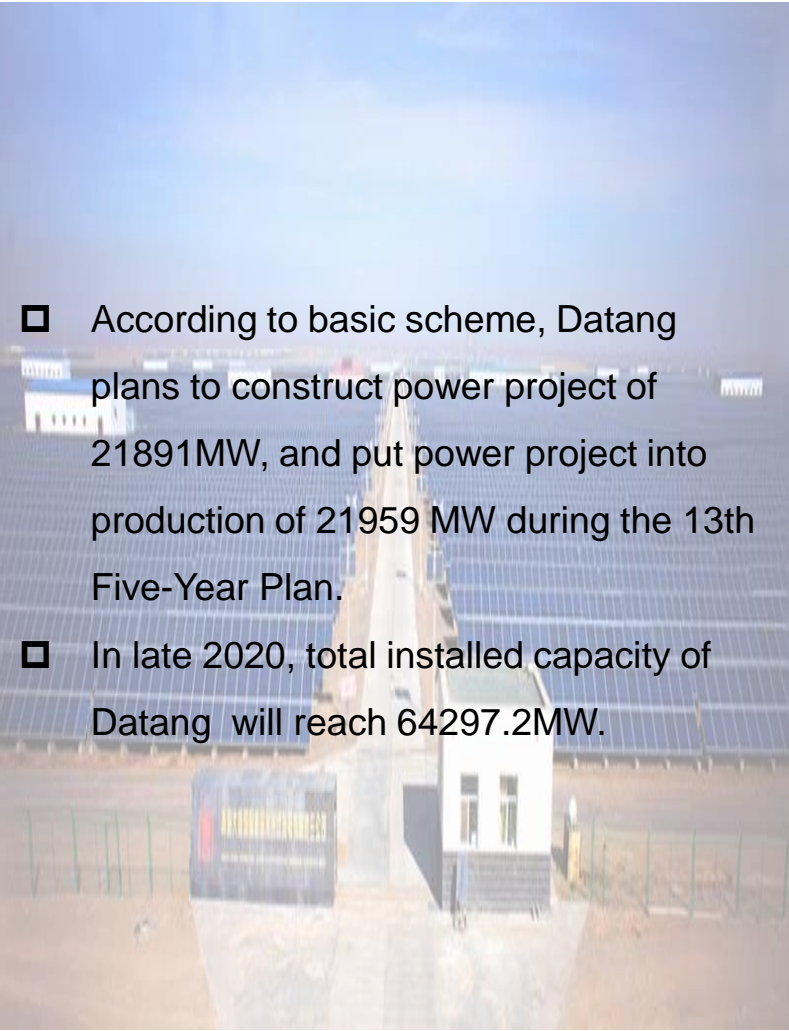 According to basic scheme, Datang
plans to construct power project of
21891MW, and put power project into
production of 21959 MW during the 13th
Five-Year Plan.
In late 2020, total installed capacity of
Datang will reach 64297.2MW.